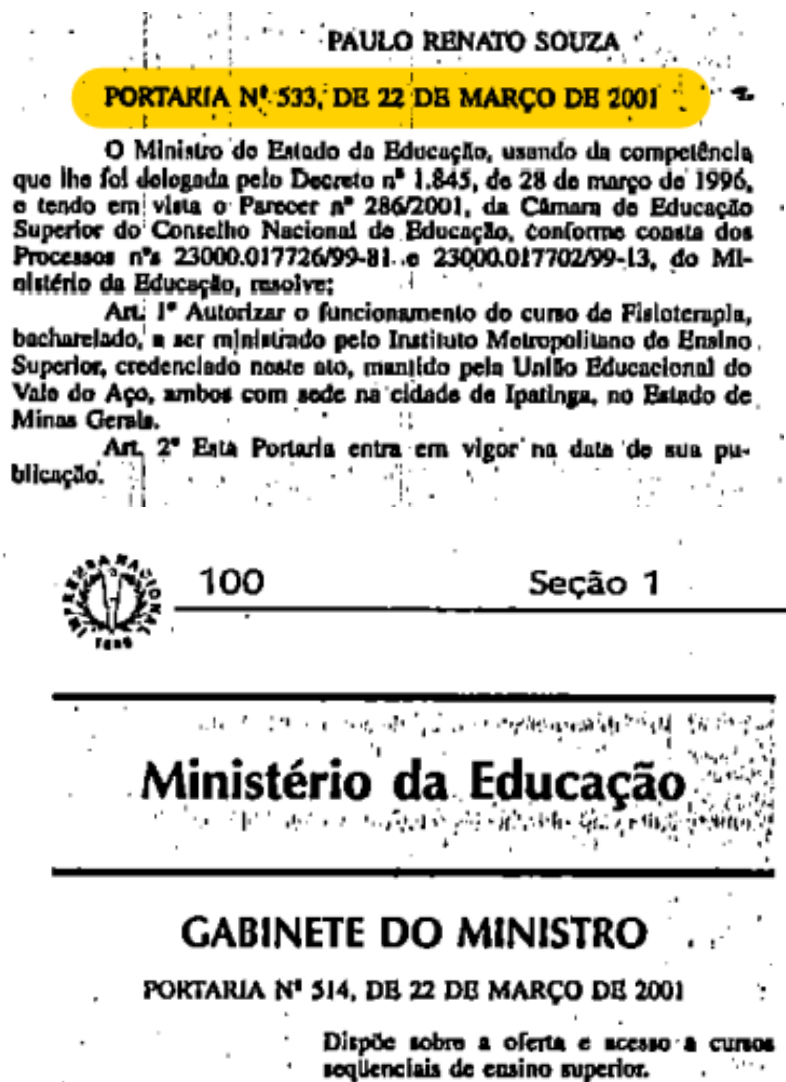 PAULO RENATO SOUZA
PORTARIA Nº 533, DE 22 DE MARÇO DE 2001
O Ministro de Estado da Educação, usando da competência
que lhe foi delegada pelo Decreto nº 1.845, de 28 de março de 1996,
e tendo em vista o Parecer nº 286/2001, da Câmara de Educação
Superior do Conselho Nacional de Educação, conforme consta dos
Processos nºs 23000.017726/99-81 e 23000.017702/99-13, do Mi-
nistério da Educação, resolve:
Art. 1º Autorizar o funcionamento do curso de Fisioterapia,
bacharelado, a ser ministrado pelo Instituto Metropolitano de Ensino
Superior, credenciado neste ato, mantido pela União Educacional do
Vale do Aço, ambos com sede na cidade de Ipatinga, no Estado de
Minas Gerais.
Art. 2º Esta Portaria entra em vigor na data de sua pu-
blicação.
IMPRENSA NACIONAL
100 Seção 1
Ministério da Educação
GABINETE DO MINISTRO
PORTARIA Nº 514, DE 22 DE MARÇO DE 2001
Dispõe sobre a oferta e acesso a cursos
seqüenciais de ensino superior.